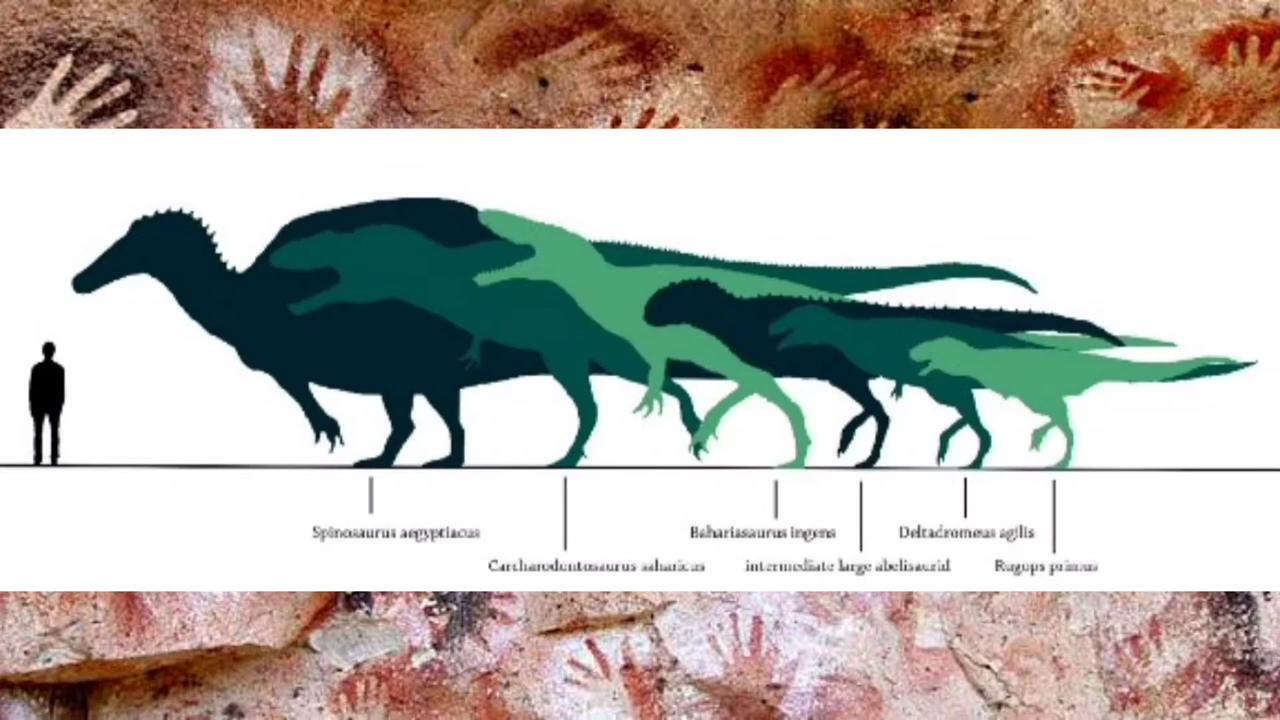 Spinosaurus aegyptiacus
Bahariasaurus ingens
Deltadromeus agilis
Carcharodontosaurus saharicus
intermediate large abelisaurid
Rugops primus